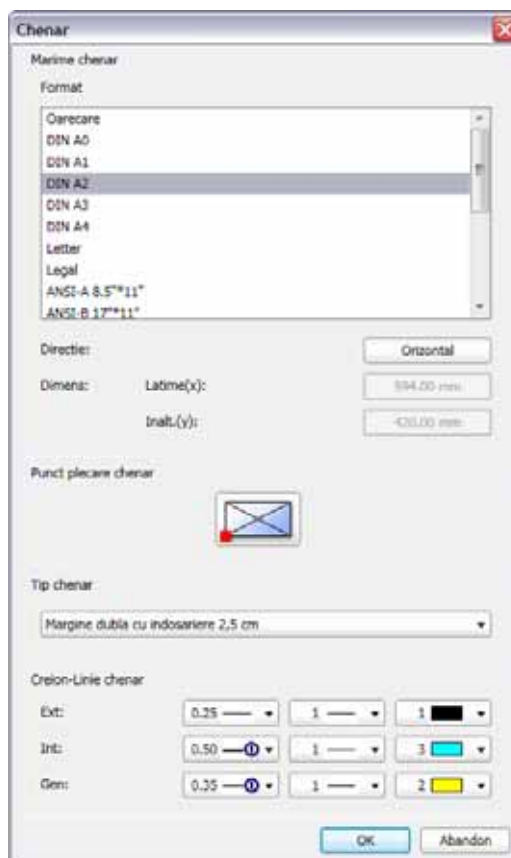 Chenar
Marime chenar
Format
Oarecare
DIN A0
DIN A1
DIN A2
DIN A3
DIN A4
Letter
Legal
ANSI-A 8.5"*11"
ANSI-B 17"*11"
Directie: Orizontal
Dimens: Latime(x): 594.00 mm
Inalt.(y): 420.00 mm
Punct plecare chenar
Tip chenar
Margine dubla cu indosariere 2,5 cm
Creion-Linie chenar
Ext: 0.25 1 1
Int: 0.50 1 3
Gen: 0.35 1 2
OK Abandon